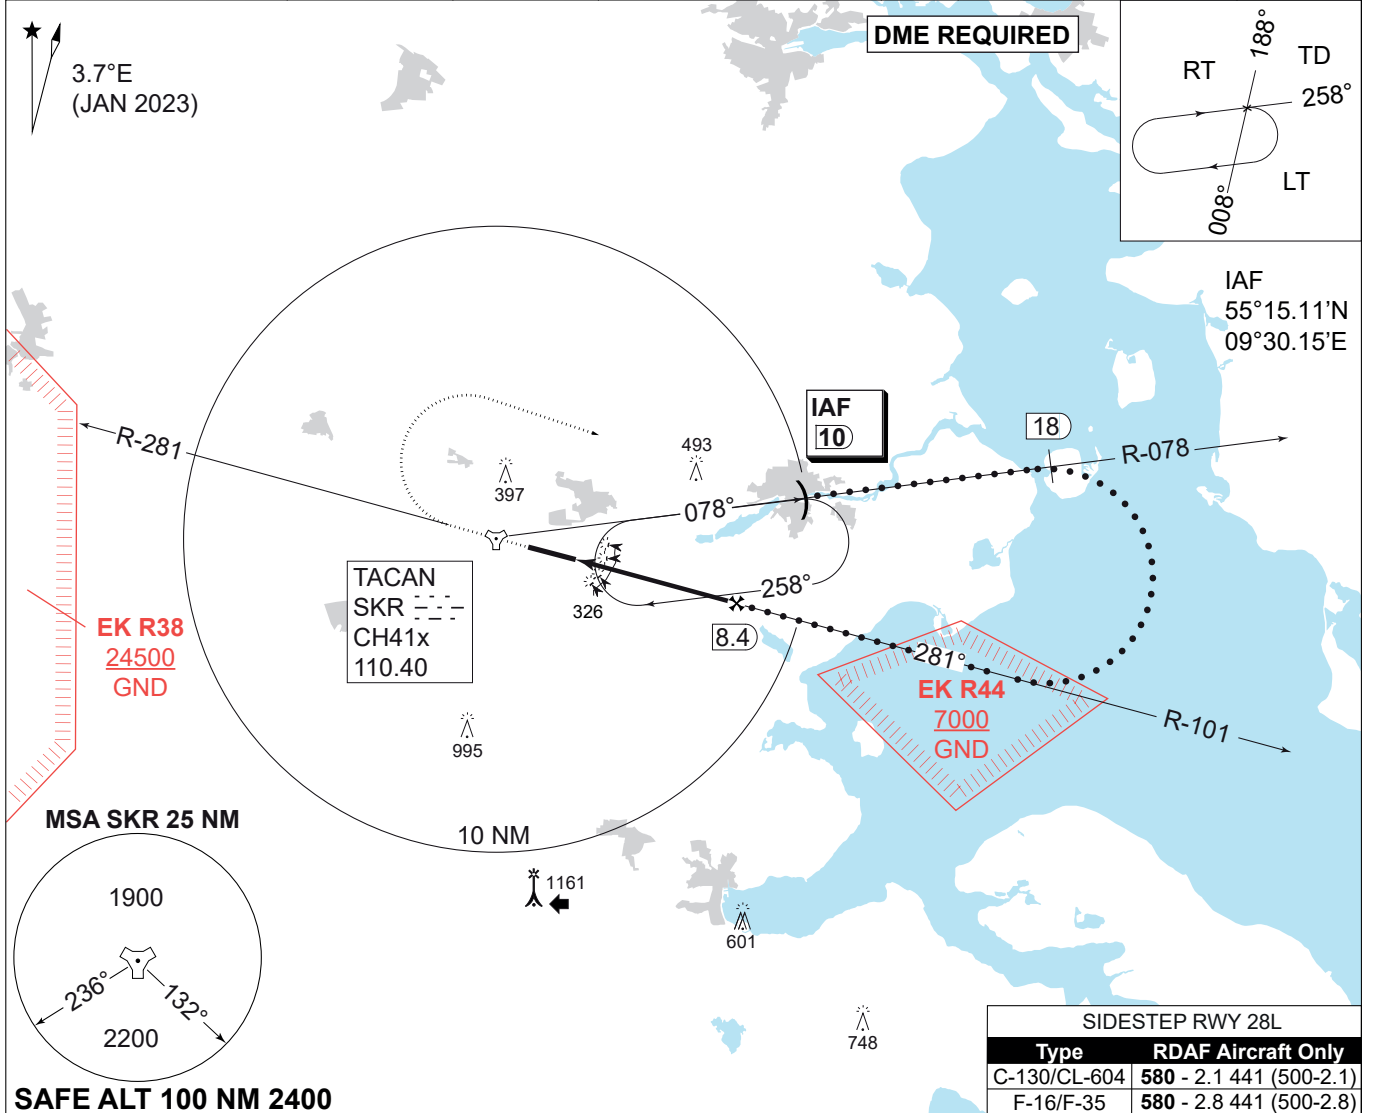 DME REQUIRED
3.7°E
(JAN 2023)
188°
RT
TD
258°
LT
008°
IAF
55°15.11'N
09°30.15'E
IAF
10
18
R-281
493
R-078
397
078°
TACAN
SKR
CH41x
110.40
326
258°
8.4
281°
EK R38
24500
GND
EK R44
7000
GND
R-101
995
MSA SKR 25 NM
10 NM
1900
1161
236°
132°
2200
601
748
SAFE ALT 100 NM 2400
SIDESTEP RWY 28L
Type RDAF Aircraft Only
C-130/CL-604 580 - 2.1 441 (500-2.1)
F-16/F-35 580 - 2.8 441 (500-2.8)